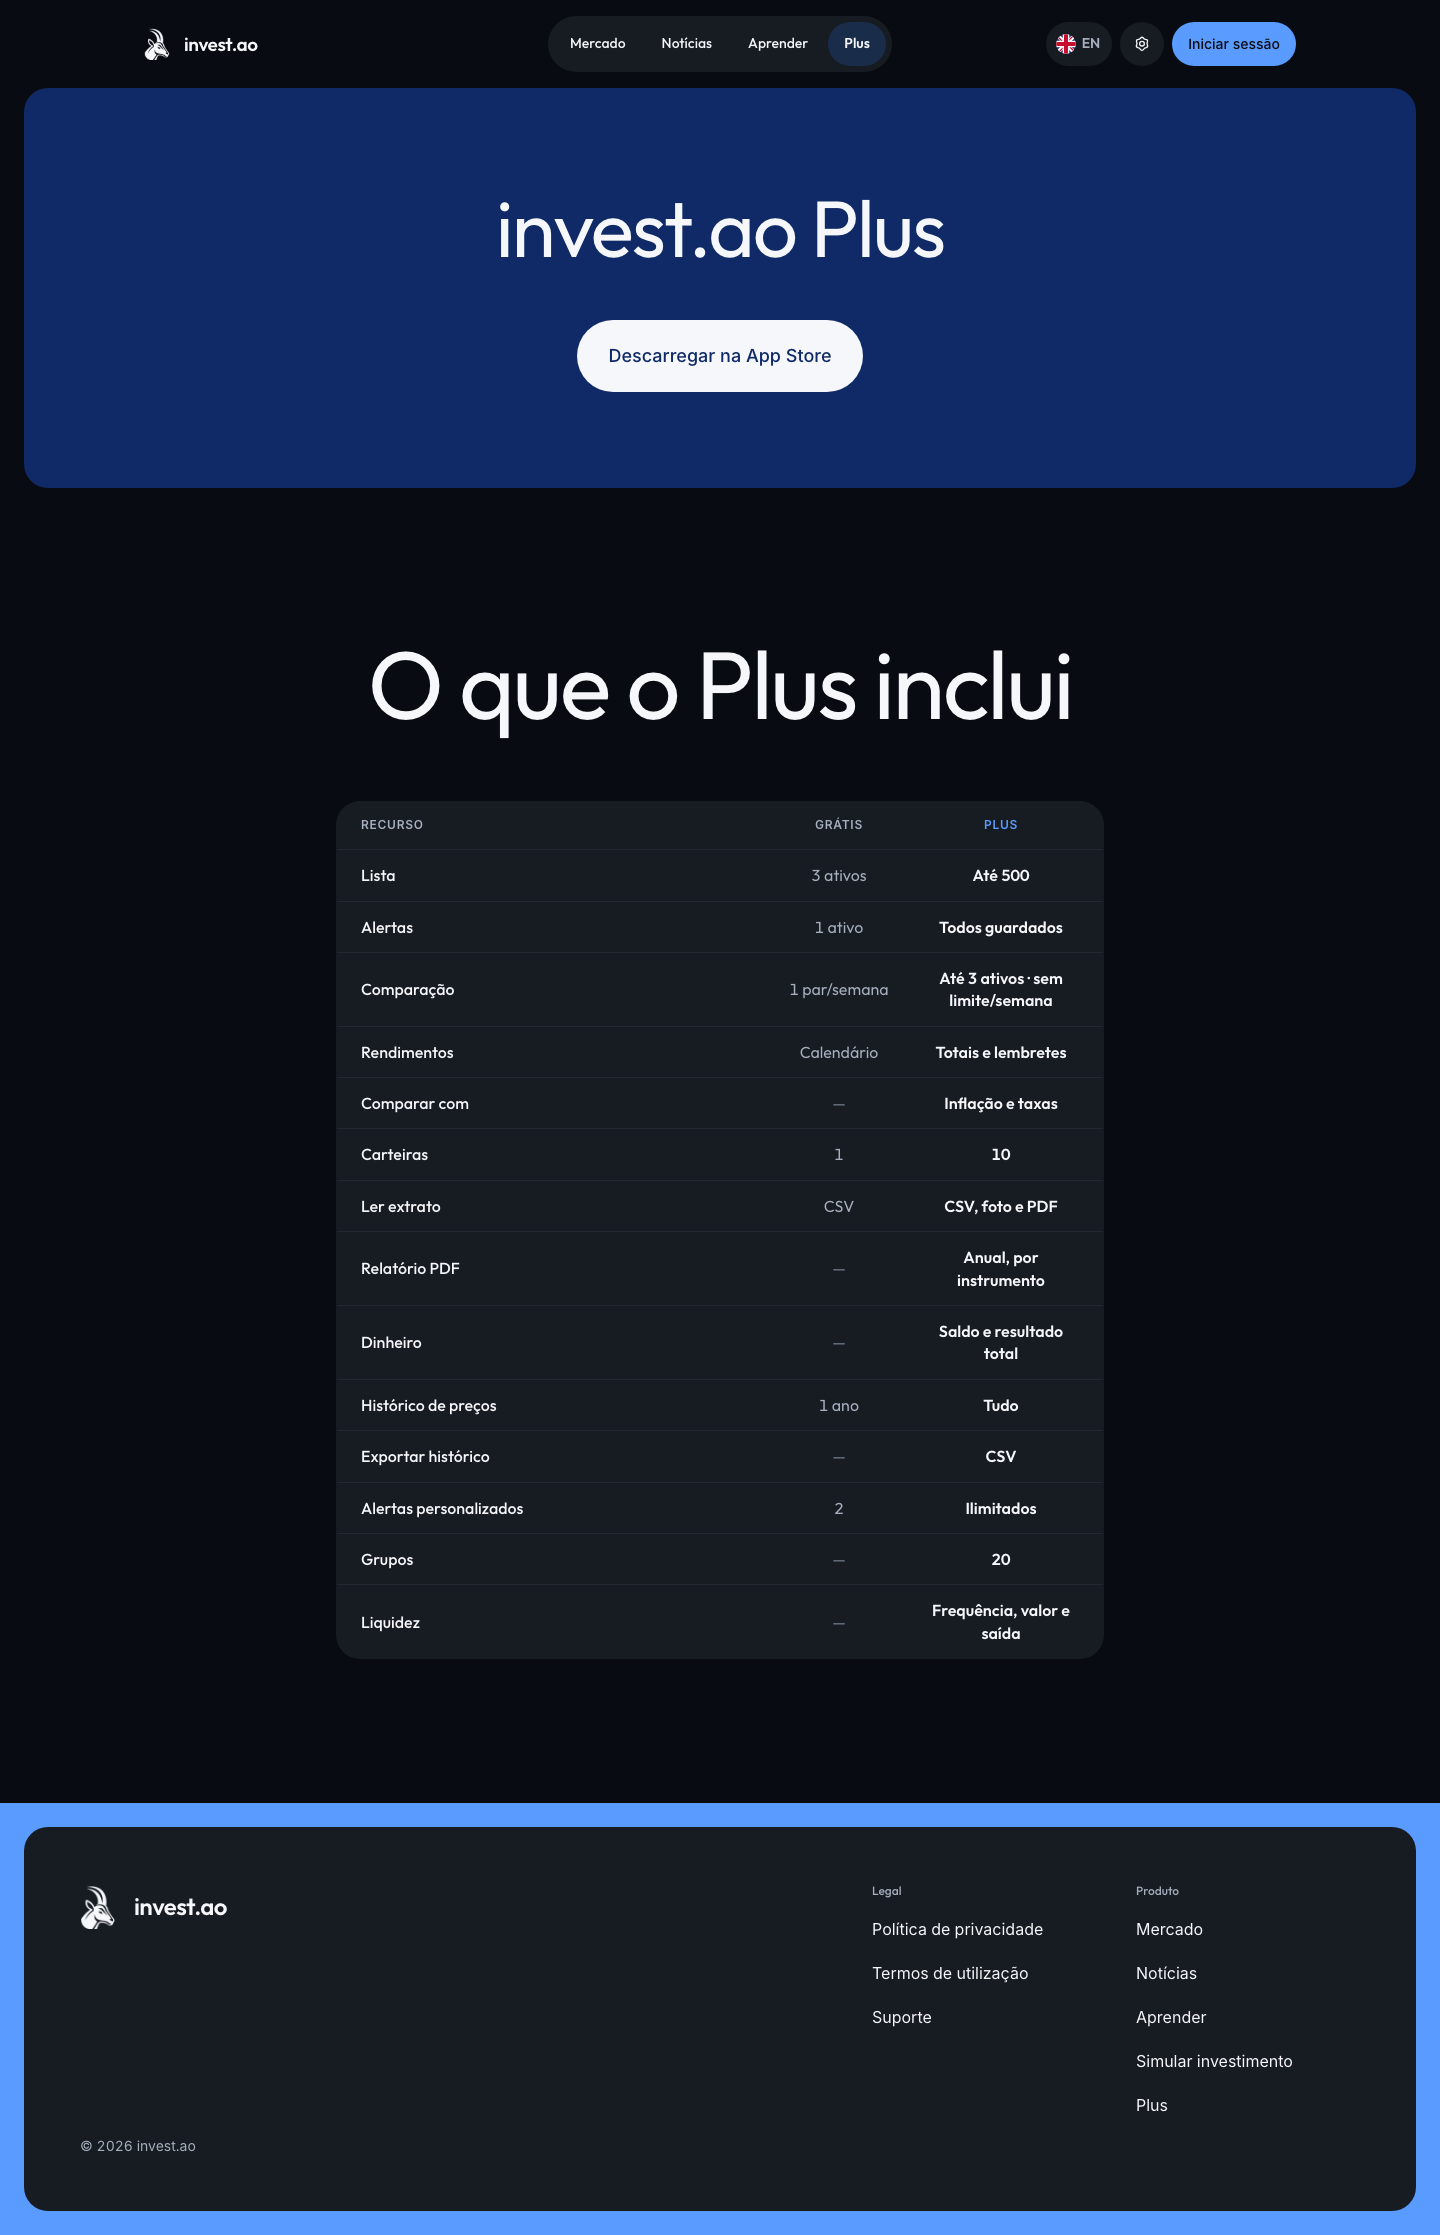 invest.ao
Mercado
Notícias
Aprender
Plus
EN
Iniciar sessão
invest.ao Plus
Descarregar na App Store
O que o Plus inclui
RECURSO GRÁTIS PLUS
Lista 3 ativos Até 500
Alertas 1 ativo Todos guardados
Comparação 1 par/semana Até 3 ativos · sem
limite/semana
Rendimentos Calendário Totais e lembretes
Comparar com — Inflação e taxas
Carteiras 1 10
Ler extrato CSV CSV, foto e PDF
Relatório PDF — Anual, por
instrumento
Dinheiro — Saldo e resultado
total
Histórico de preços 1 ano Tudo
Exportar histórico — CSV
Alertas personalizados 2 Ilimitados
Grupos — 20
Liquidez — Frequência, valor e
saída
invest.ao
Legal
Política de privacidade
Termos de utilização
Suporte
Produto
Mercado
Notícias
Aprender
Simular investimento
Plus
© 2026 invest.ao